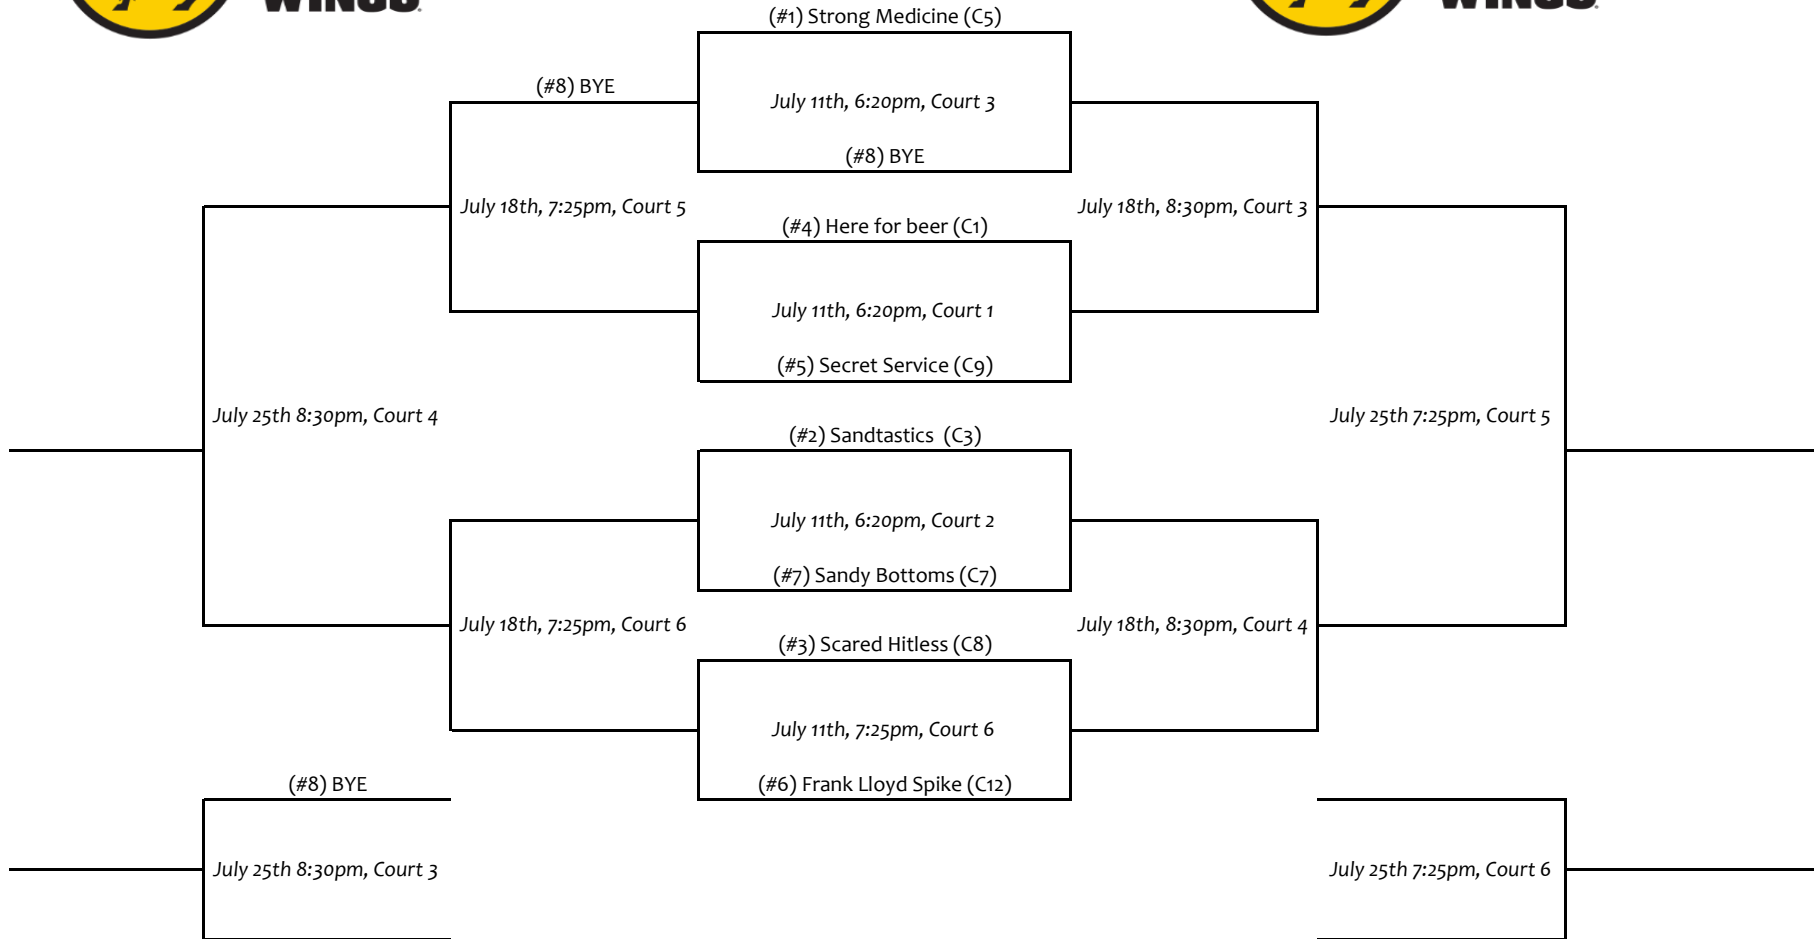 WINGS
WINGS
(#1) Strong Medicine (C5)
(#8) BYE
July 11th, 6:20pm, Court 3
(#8) BYE
July 18th, 7:25pm, Court 5
July 18th, 8:30pm, Court 3
(#4) Here for beer (C1)
July 11th, 6:20pm, Court 1
(#5) Secret Service (C9)
July 25th 8:30pm, Court 4
July 25th 7:25pm, Court 5
(#2) Sandtastics (C3)
July 11th, 6:20pm, Court 2
(#7) Sandy Bottoms (C7)
July 18th, 7:25pm, Court 6
July 18th, 8:30pm, Court 4
(#3) Scared Hitless (C8)
July 11th, 7:25pm, Court 6
(#8) BYE
(#6) Frank Lloyd Spike (C12)
July 25th 8:30pm, Court 3
July 25th 7:25pm, Court 6